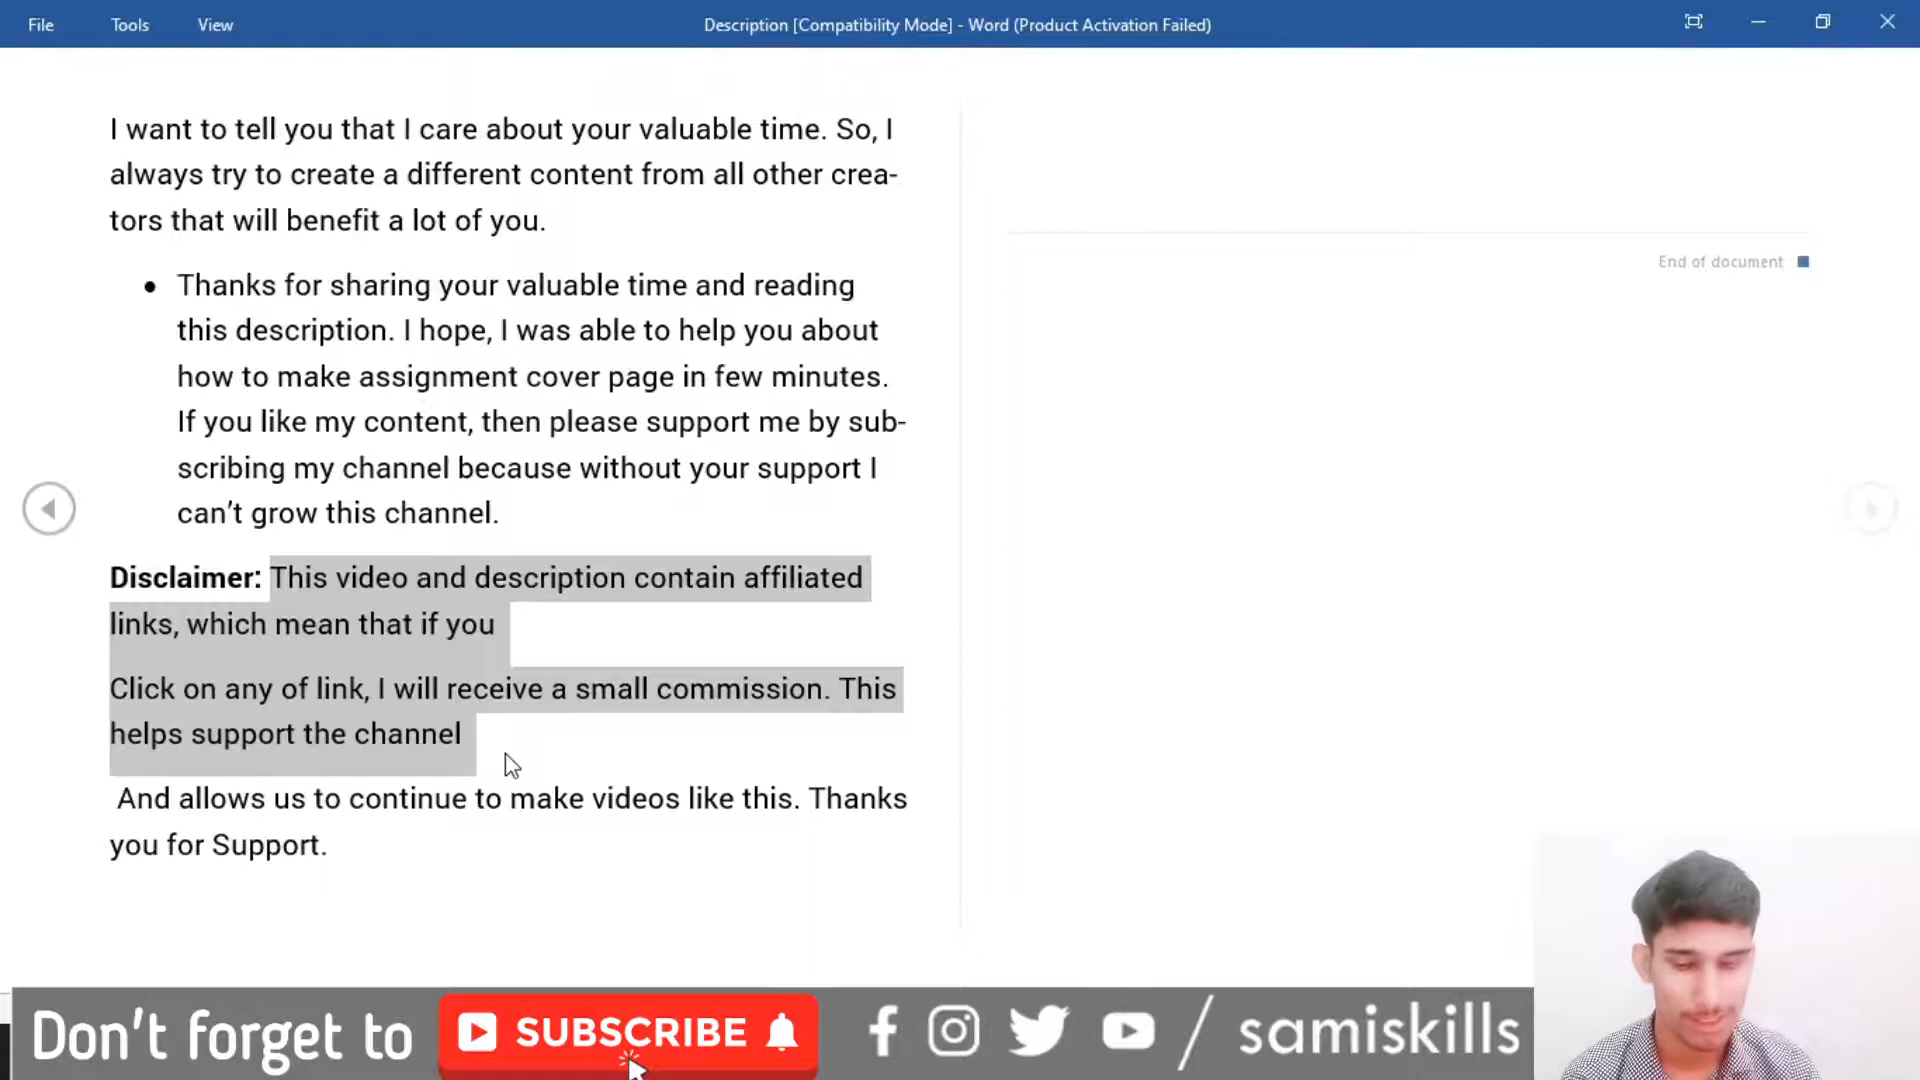 File Tools View Description [Compatibility Mode] - Word (Product Activation Failed)
I want to tell you that I care about your valuable time. So, I
always try to create a different content from all other crea-
tors that will benefit a lot of you.
• Thanks for sharing your valuable time and reading
this description. I hope, I was able to help you about
how to make assignment cover page in few minutes.
If you like my content, then please support me by sub-
scribing my channel because without your support I
can't grow this channel.
Disclaimer: This video and description contain affiliated
links, which mean that if you
Click on any of link, I will receive a small commission. This
helps support the channel
And allows us to continue to make videos like this. Thanks
you for Support.
End of document
Don't forget to SUBSCRIBE / samiskills